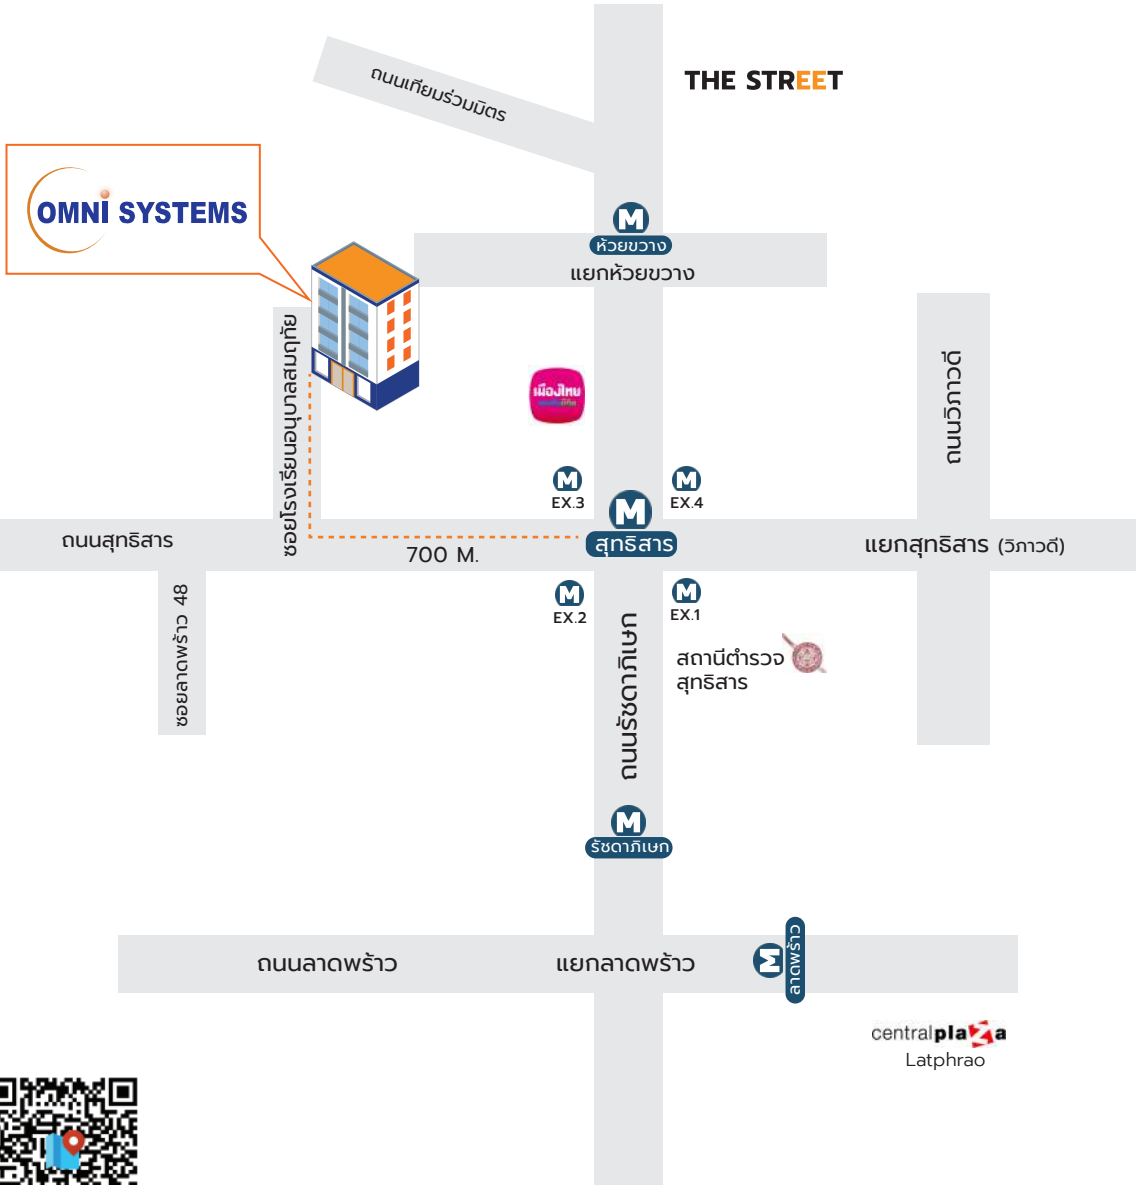 THE STREET
ถนนเทียมร่วมมิตร
OMNI SYSTEMS
ห้วยขวาง
แยกห้วยขวาง
ซอยโรงเรียนอนุบาลสมฤทัย
ถนนวิภาวดี
เมืองไทย
EX.3
EX.4
ถนนสุทธิสาร
700 M.
สุทธิสาร
แยกสุทธิสาร (วิภาวดี)
ซอยลาดพร้าว 48
EX.2
EX.1
ถนนรัชดาภิเษก
สถานีตำรวจ
สุทธิสาร
รัชดาภิเษก
ถนนลาดพร้าว
แยกลาดพร้าว
ลาดพร้าว
centralplaza
Latphrao